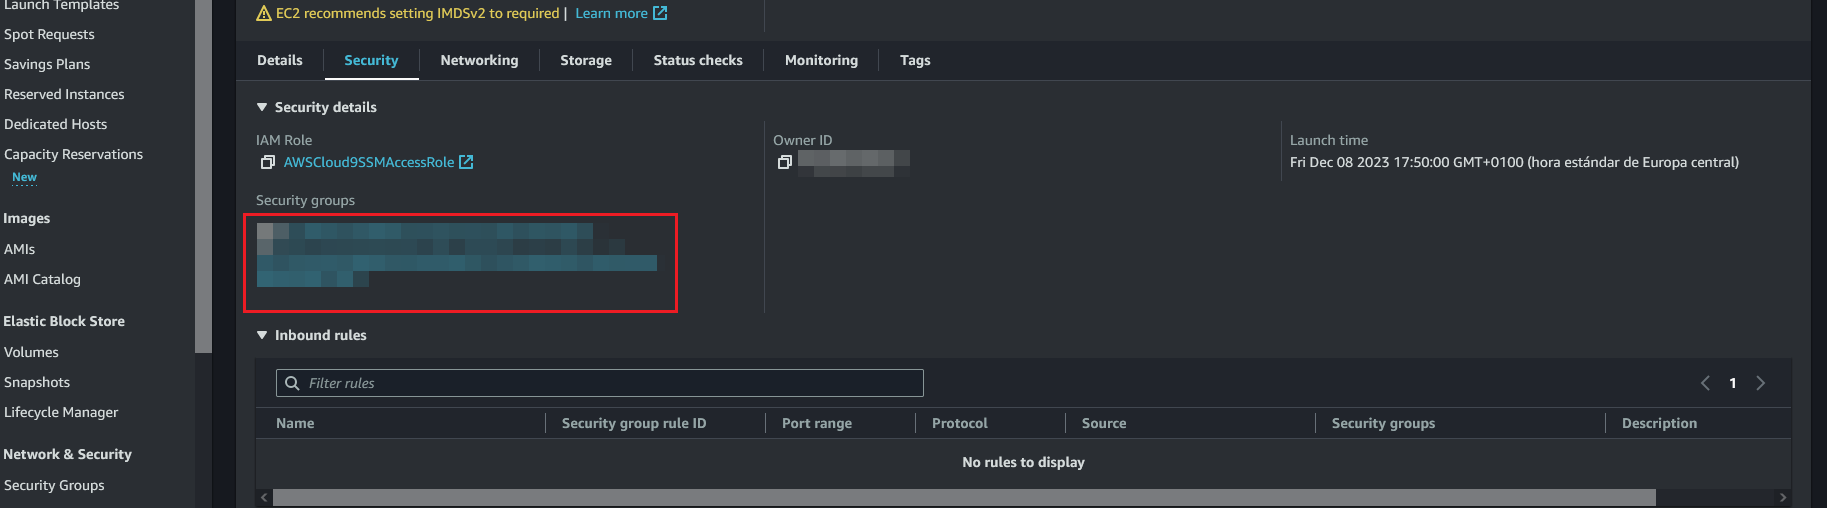 Launch Templates
Spot Requests
Savings Plans
Reserved Instances
Dedicated Hosts
Capacity Reservations
New
Images
AMIs
AMI Catalog
Elastic Block Store
Volumes
Snapshots
Lifecycle Manager
Network & Security
Security Groups
EC2 recommends setting IMDSv2 to required | Learn more
Details Security Networking Storage Status checks Monitoring Tags
Security details
IAM Role
AWSCloud9SSMAccessRole
Owner ID
Launch time
Fri Dec 08 2023 17:50:00 GMT+0100 (hora estándar de Europa central)
Security groups
Inbound rules
Filter rules
1
Name Security group rule ID Port range Protocol Source Security groups Description
No rules to display